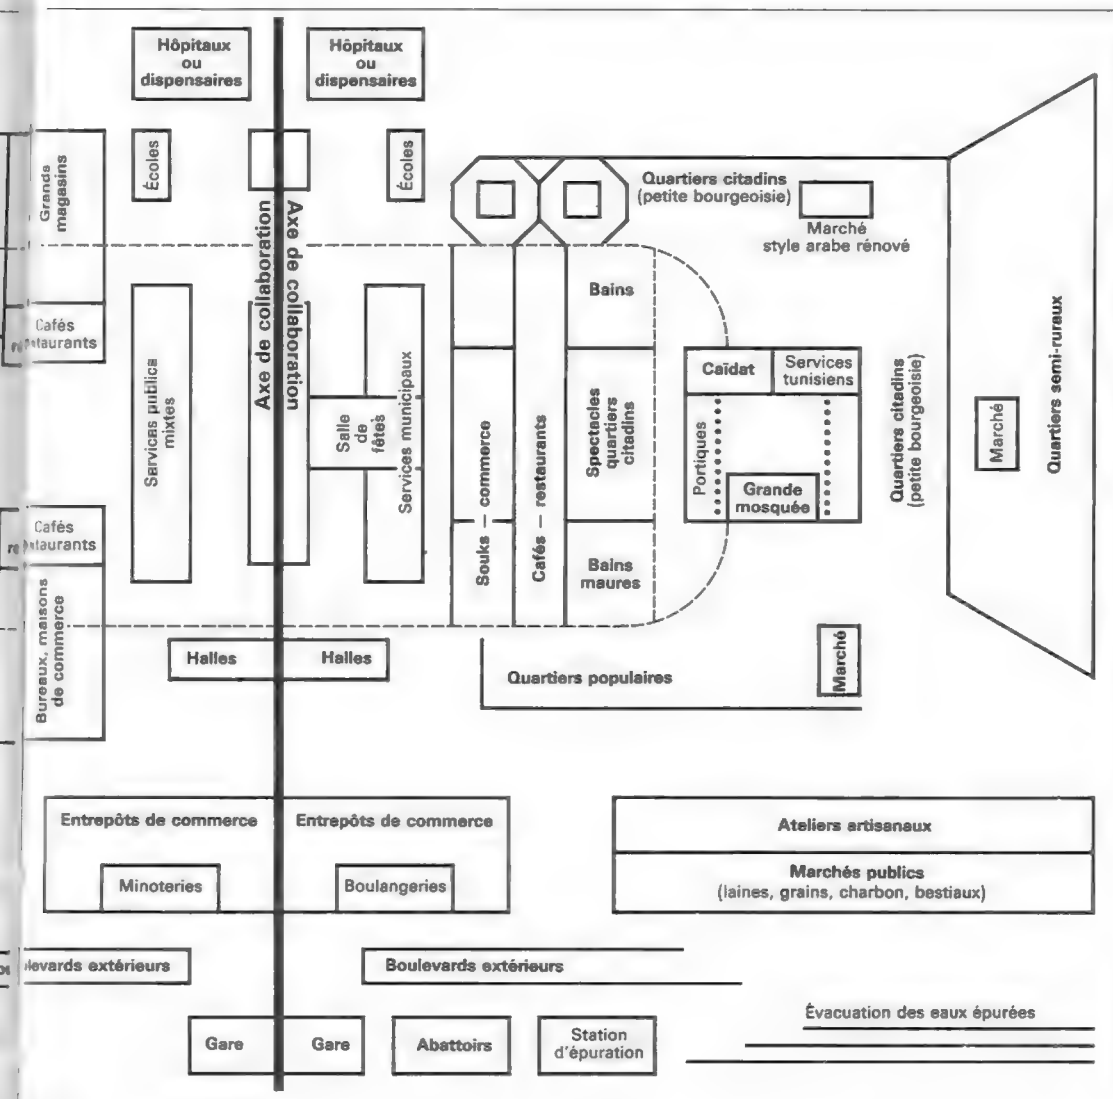 Hôpitaux
ou
dispensaires
Hôpitaux
ou
dispensaires
Grands
magasins
Écoles
Écoles
Quartiers citadins
(petite bourgeoisie)
Marché
style arabe rénové
Axe de collaboration
Axe de collaboration
Cafés
restaurants
Services publics
mixtes
Salle
de
fêtes
Services municipaux
Souks — commerce
Cafés — restaurants
Bains
Spectacles
quartiers
citadins
Bains
maures
Caïdat
Services
tunisiens
Portiques
Grande
mosquée
Quartiers citadins
(petite bourgeoisie)
Marché
Quartiers semi-ruraux
Cafés
restaurants
Bureaux, maisons
de commerce
Halles
Halles
Quartiers populaires
Marché
Entrepôts de commerce
Entrepôts de commerce
Minoteries
Boulangeries
Ateliers artisanaux
Marchés publics
(laines, grains, charbon, bestiaux)
levards extérieurs
Boulevards extérieurs
Évacuation des eaux épurées
Gare
Gare
Abattoirs
Station
d'épuration